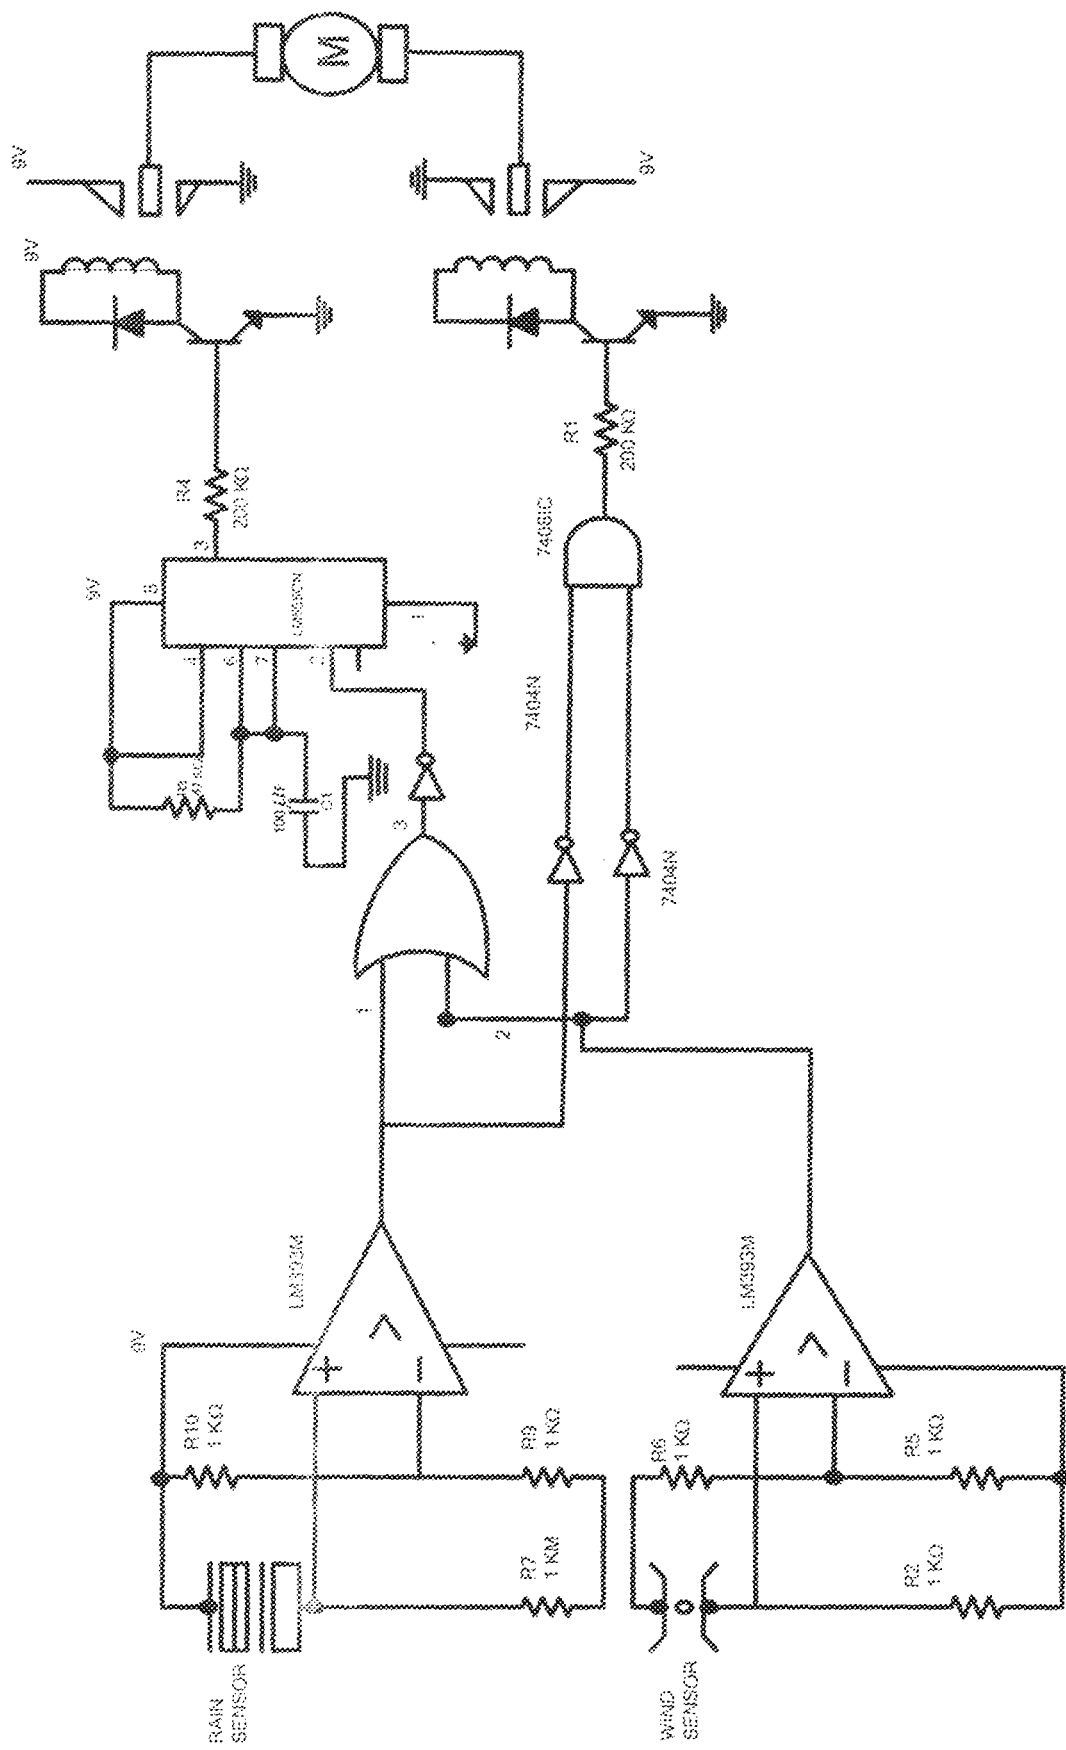 M
9V
9V
9V
R4
200 KΩ
R1
200 KΩ
7408IC
9V
8
3
4
6
7
2
1
100 µF
C1
7404N
7404N
3
1
2
LM393M
LM393M
9V
+
−
+
−
R10
1 KΩ
R9
1 KΩ
R7
1 KM
R6
1 KΩ
R5
1 KΩ
R2
1 KΩ
RAIN
SENSOR
WIND
SENSOR